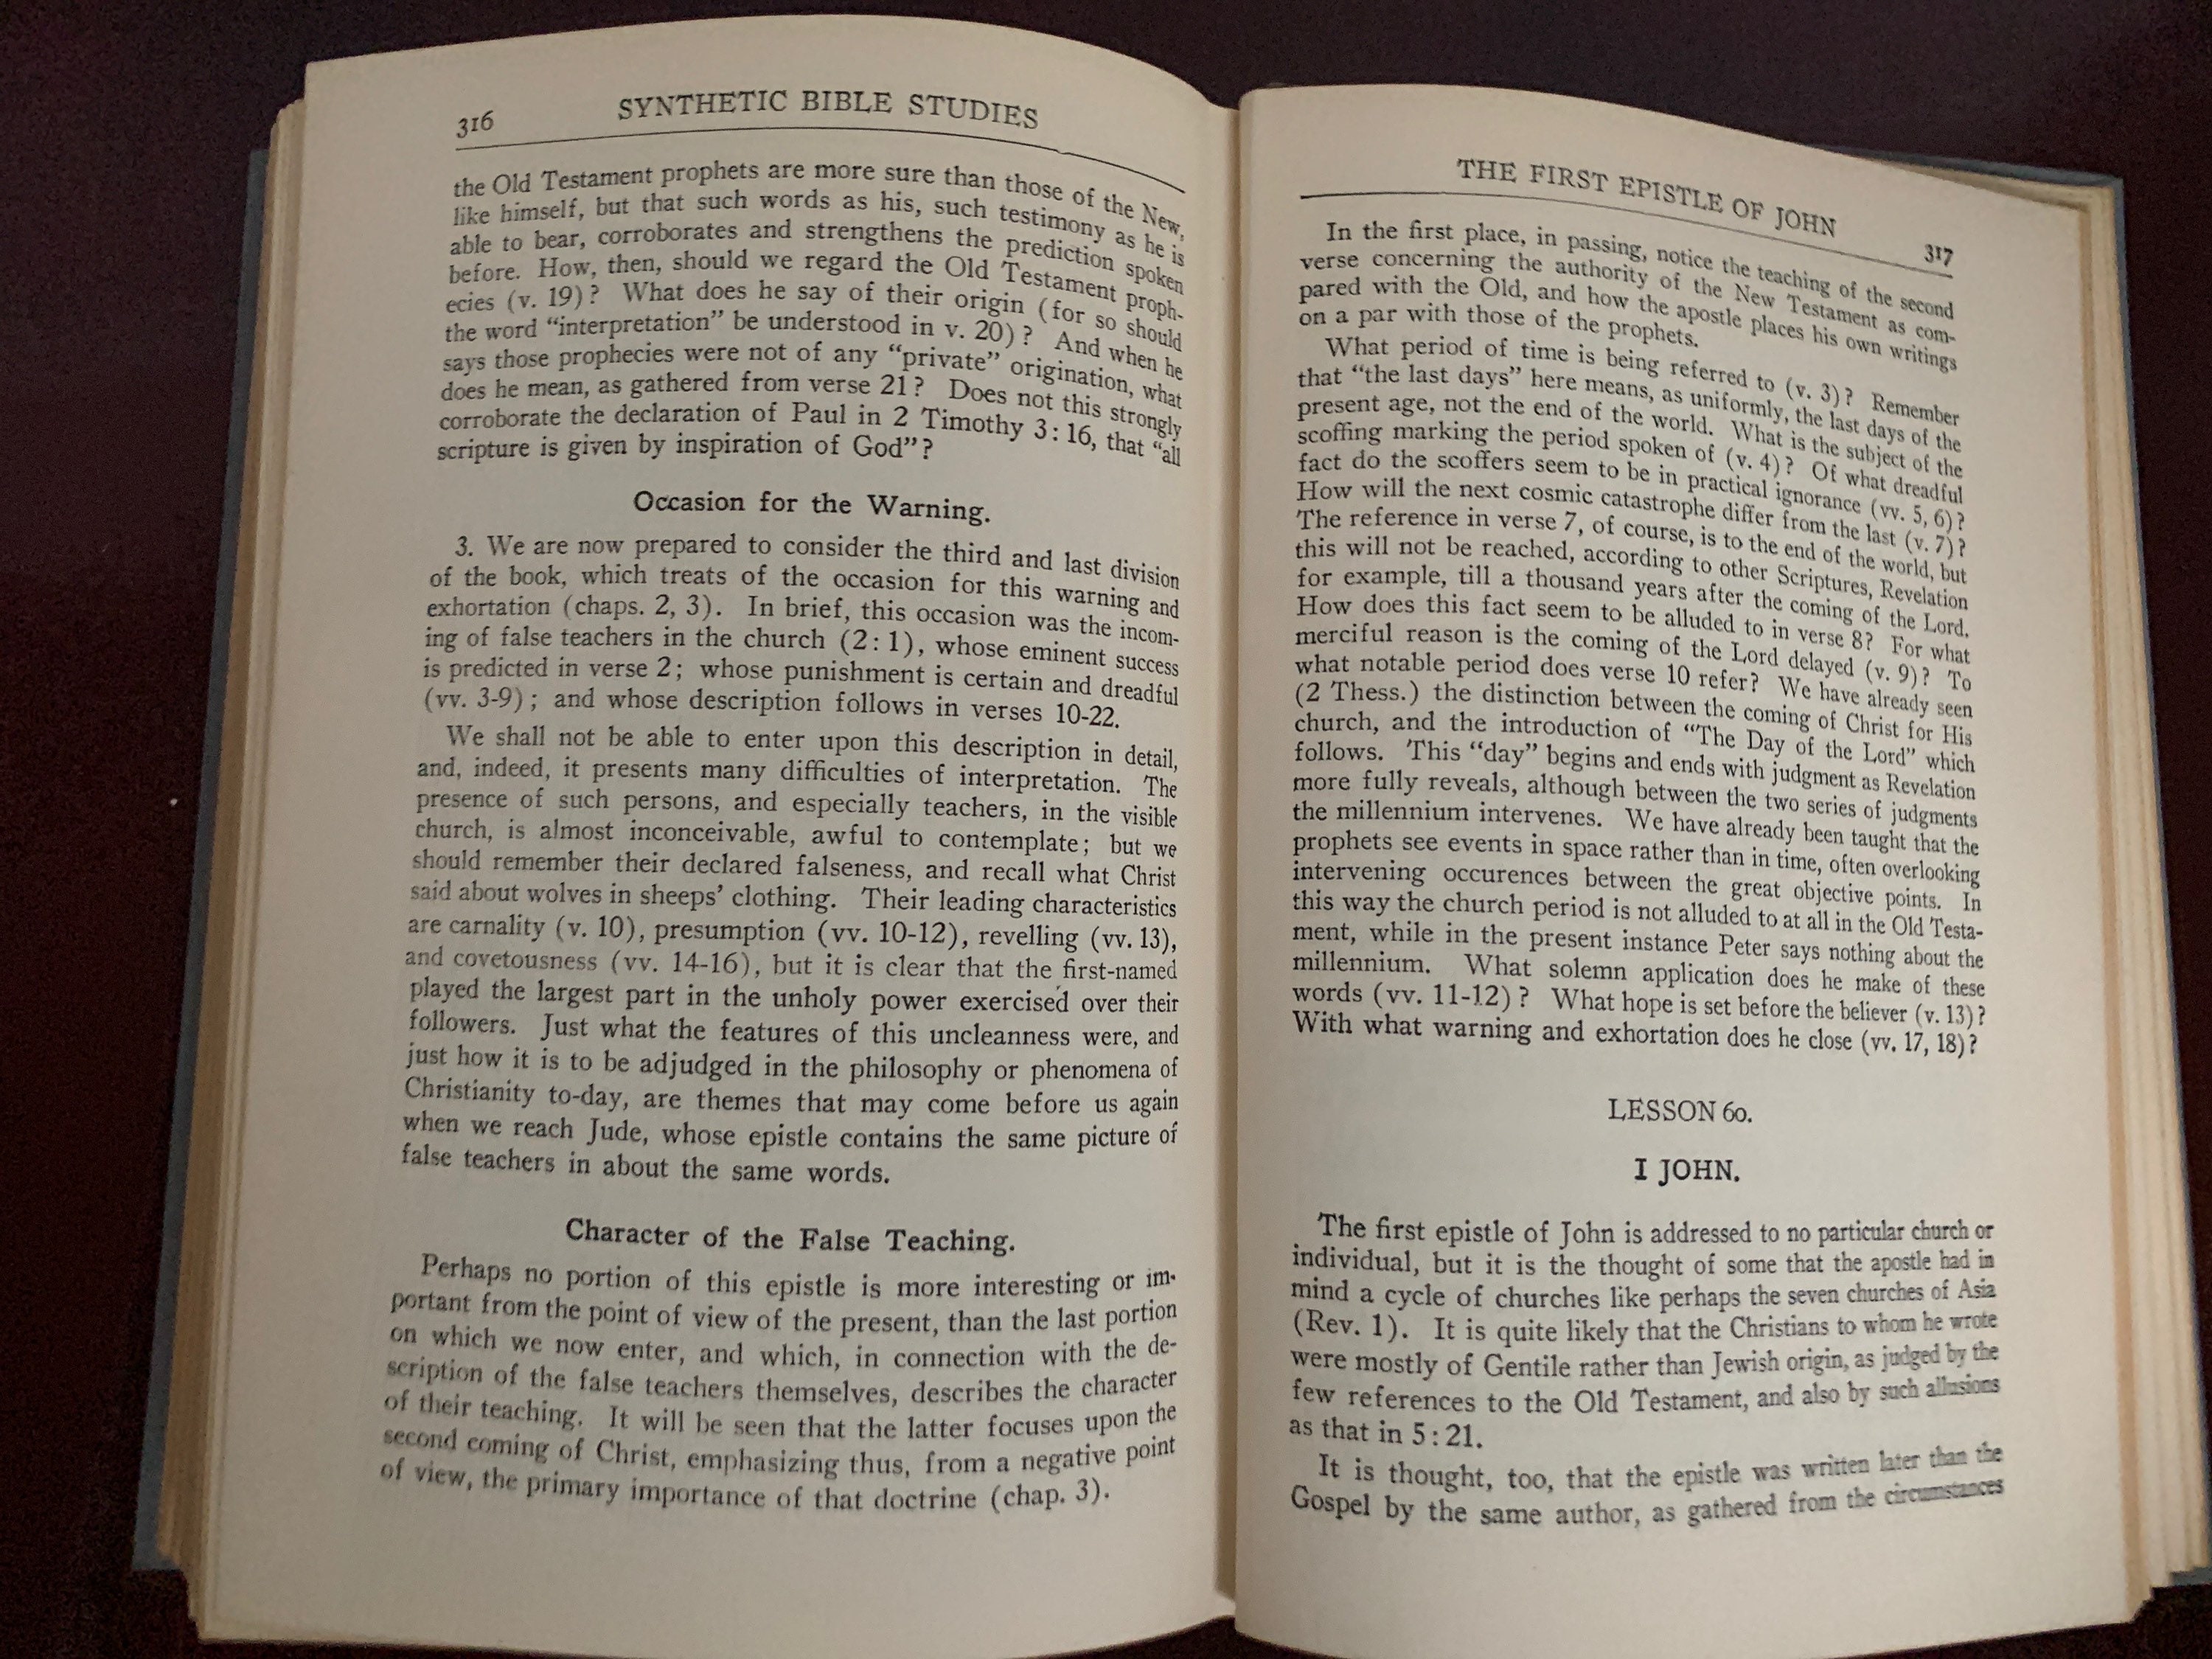 316
SYNTHETIC BIBLE STUDIES
the Old Testament prophets are more sure than those of the New,
like himself, but that such words as his, such testimony as he is
able to bear, corroborates and strengthens the prediction spoken
before. How, then, should we regard the Old Testament proph-
ecies (v. 19)? What does he say of their origin (for so should
the word "interpretation" be understood in v. 20)? And when he
says those prophecies were not of any "private" origination, what
does he mean, as gathered from verse 21? Does not this strongly
corroborate the declaration of Paul in 2 Timothy 3:16, that "all
scripture is given by inspiration of God"?
Occasion for the Warning.
3. We are now prepared to consider the third and last division
of the book, which treats of the occasion for this warning and
exhortation (chaps. 2, 3). In brief, this occasion was the incom-
ing of false teachers in the church (2:1), whose eminent success
is predicted in verse 2; whose punishment is certain and dreadful
(vv. 3-9); and whose description follows in verses 10-22.
We shall not be able to enter upon this description in detail,
and, indeed, it presents many difficulties of interpretation. The
presence of such persons, and especially teachers, in the visible
church, is almost inconceivable, awful to contemplate; but we
should remember their declared falseness, and recall what Christ
said about wolves in sheeps' clothing. Their leading characteristics
are carnality (v. 10), presumption (vv. 10-12), revelling (vv. 13),
and covetousness (vv. 14-16), but it is clear that the first-named
played the largest part in the unholy power exercised over their
followers. Just what the features of this uncleanness were, and
just how it is to be adjudged in the philosophy or phenomena of
Christianity to-day, are themes that may come before us again
when we reach Jude, whose epistle contains the same picture of
false teachers in about the same words.
Character of the False Teaching.
Perhaps no portion of this epistle is more interesting or im-
portant from the point of view of the present, than the last portion
on which we now enter, and which, in connection with the de-
scription of the false teachers themselves, describes the character
of their teaching. It will be seen that the latter focuses upon the
second coming of Christ, emphasizing thus, from a negative point
of view, the primary importance of that doctrine (chap. 3).
THE FIRST EPISTLE OF JOHN
317
In the first place, in passing, notice the teaching of the second
verse concerning the authority of the New Testament as com-
pared with the Old, and how the apostle places his own writings
on a par with those of the prophets.
What period of time is being referred to (v. 3)? Remember
that "the last days" here means, as uniformly, the last days of the
present age, not the end of the world. What is the subject of the
scoffing marking the period spoken of (v. 4)? Of what dreadful
fact do the scoffers seem to be in practical ignorance (vv. 5, 6)?
How will the next cosmic catastrophe differ from the last (v. 7)?
The reference in verse 7, of course, is to the end of the world, but
this will not be reached, according to other Scriptures, Revelation
for example, till a thousand years after the coming of the Lord.
How does this fact seem to be alluded to in verse 8? For what
merciful reason is the coming of the Lord delayed (v. 9)? To
what notable period does verse 10 refer? We have already seen
(2 Thess.) the distinction between the coming of Christ for His
church, and the introduction of "The Day of the Lord" which
follows. This "day" begins and ends with judgment as Revelation
more fully reveals, although between the two series of judgments
the millennium intervenes. We have already been taught that the
prophets see events in space rather than in time, often overlooking
intervening occurences between the great objective points. In
this way the church period is not alluded to at all in the Old Testa-
ment, while in the present instance Peter says nothing about the
millennium. What solemn application does he make of these
words (vv. 11-12)? What hope is set before the believer (v. 13)?
With what warning and exhortation does he close (vv. 17, 18)?
LESSON 60.
I JOHN.
The first epistle of John is addressed to no particular church or
individual, but it is the thought of some that the apostle had in
mind a cycle of churches like perhaps the seven churches of Asia
(Rev. 1). It is quite likely that the Christians to whom he wrote
were mostly of Gentile rather than Jewish origin, as judged by the
few references to the Old Testament, and also by such allusions
as that in 5:21.
It is thought, too, that the epistle was written later than the
Gospel by the same author, as gathered from the circumstances